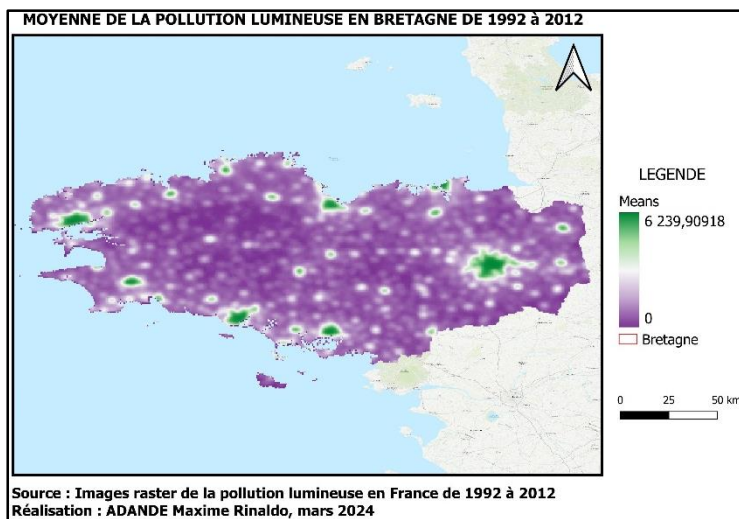 MOYENNE DE LA POLLUTION LUMINEUSE EN BRETAGNE DE 1992 à 2012
LEGENDE
Means
6 239,90918
0
Bretagne
0 25 50 km
Source : Images raster de la pollution lumineuse en France de 1992 à 2012
Réalisation : ADANDE Maxime Rinaldo, mars 2024